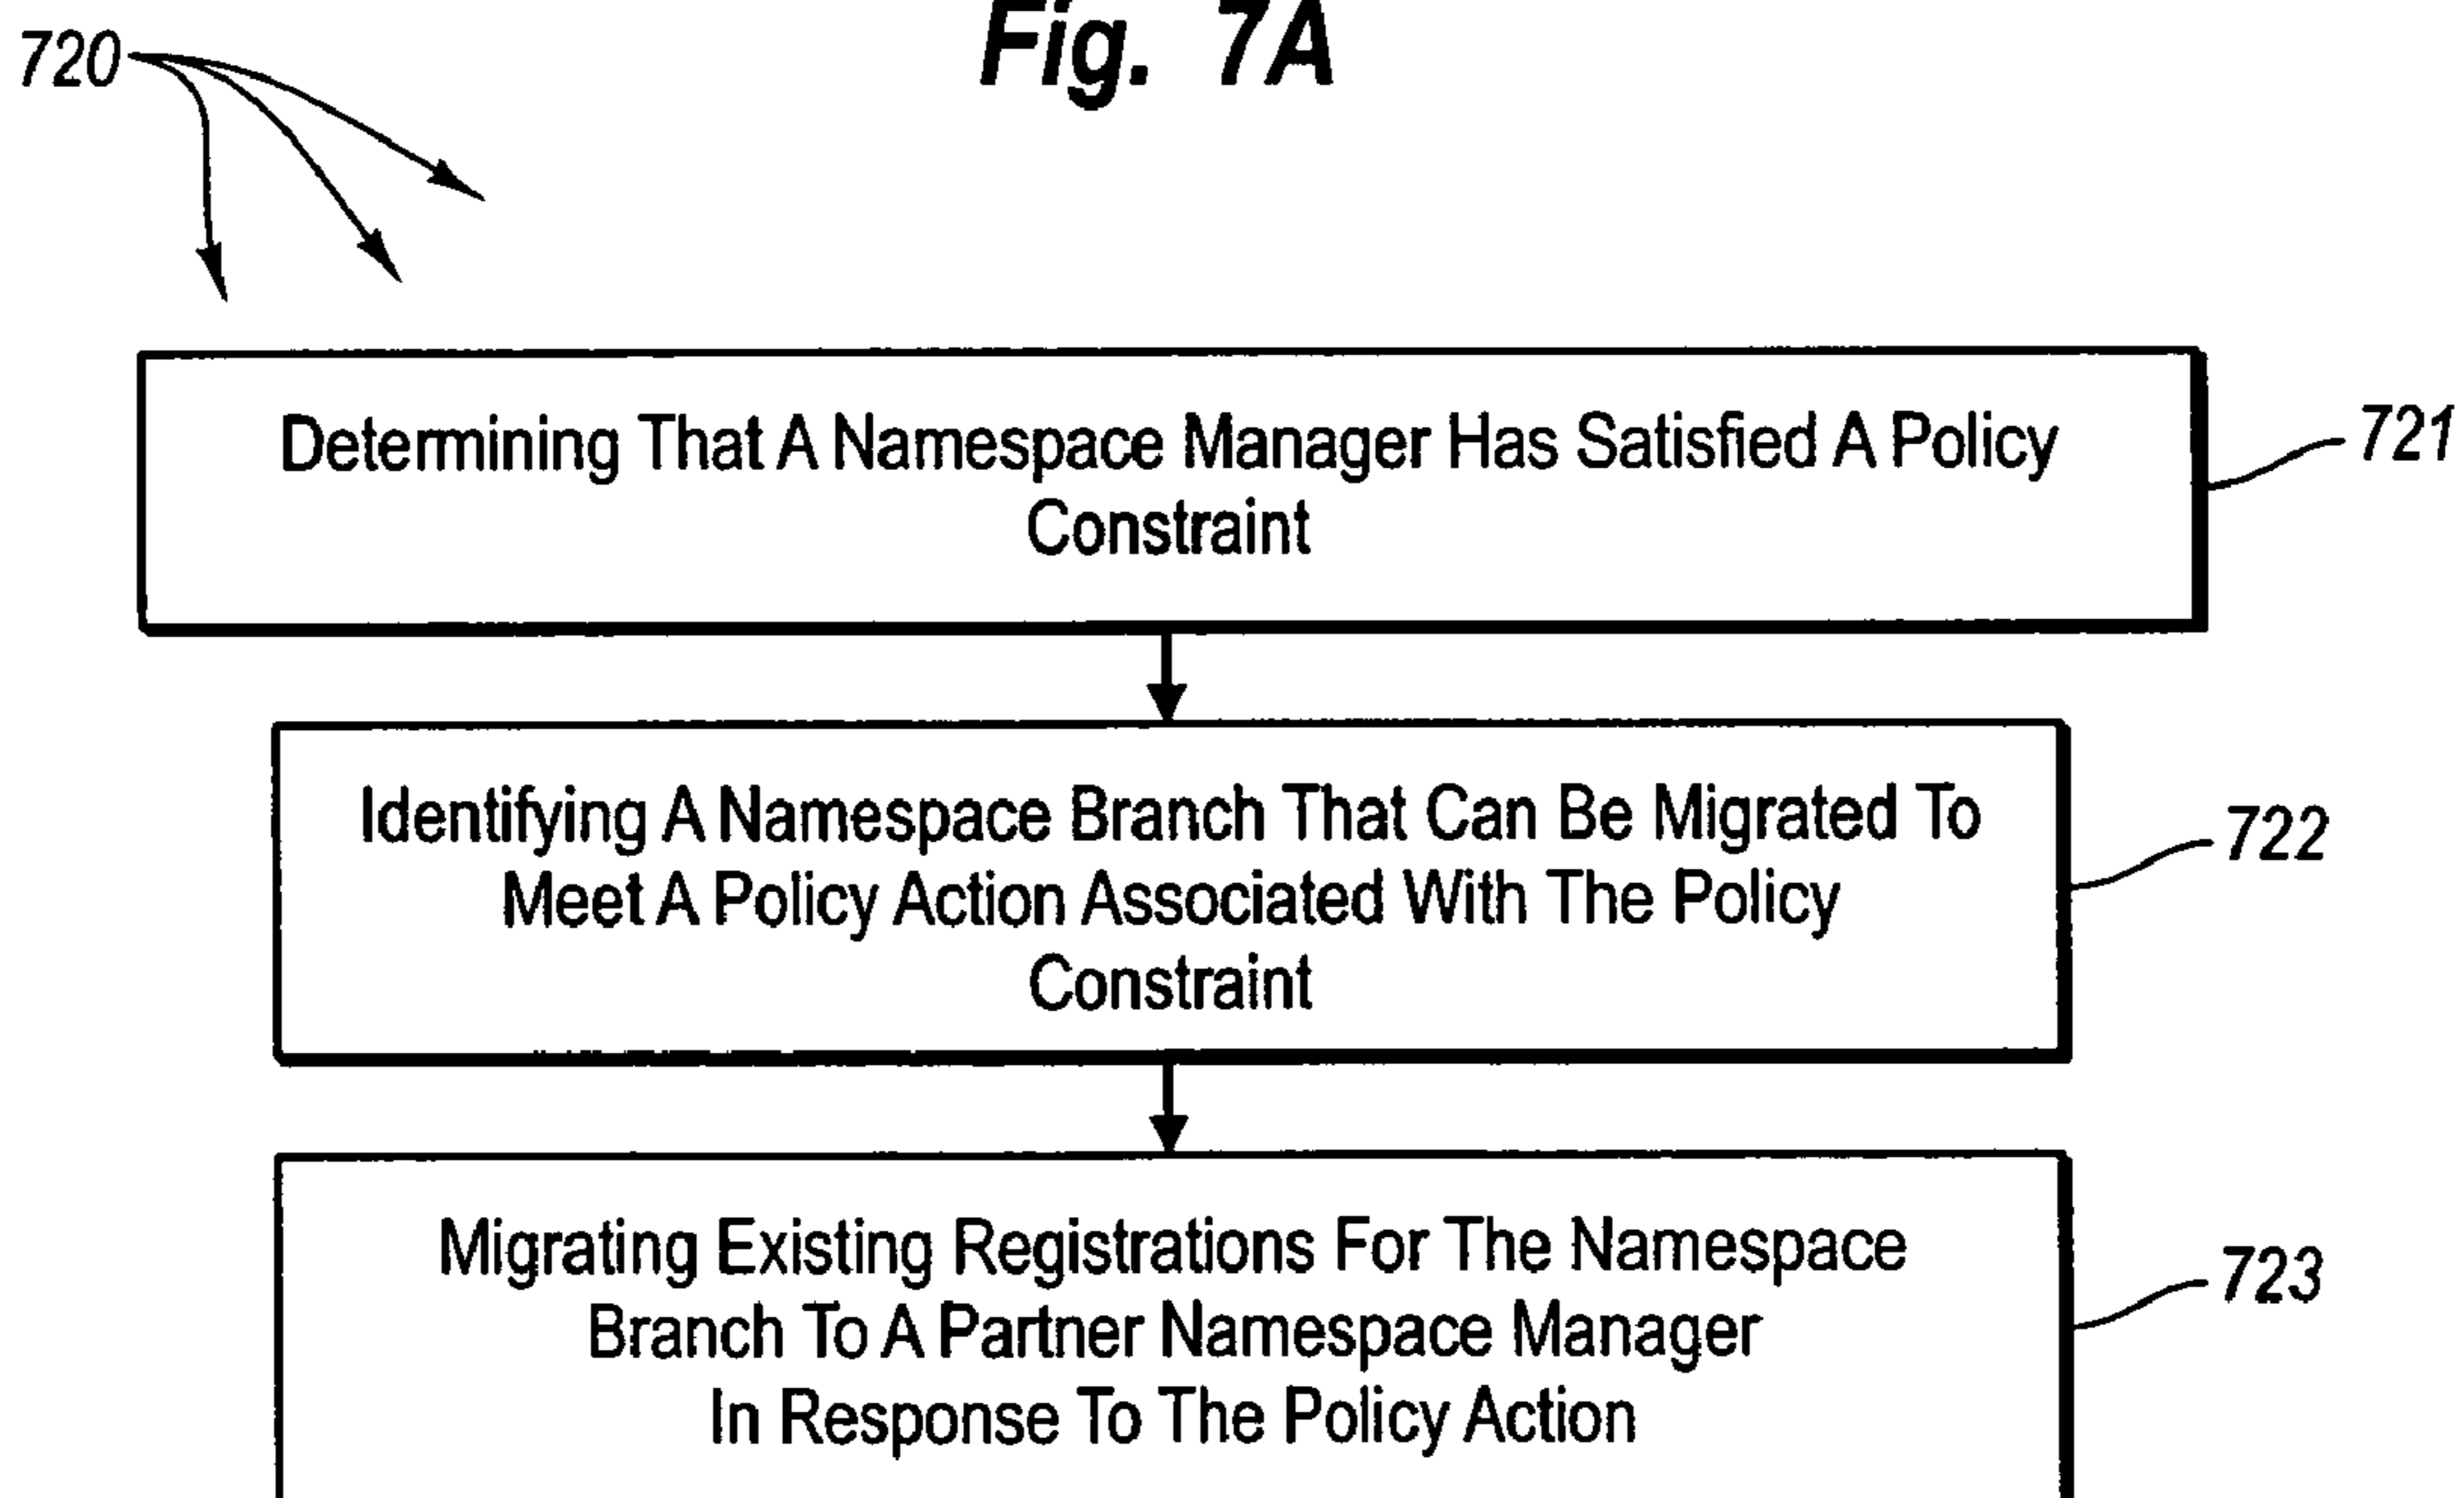 Fig. 7A
720
Determining That A Namespace Manager Has Satisfied A Policy
Constraint
721
Identifying A Namespace Branch That Can Be Migrated To
Meet A Policy Action Associated With The Policy
Constraint
722
Migrating Existing Registrations For The Namespace
Branch To A Partner Namespace Manager
In Response To The Policy Action
723